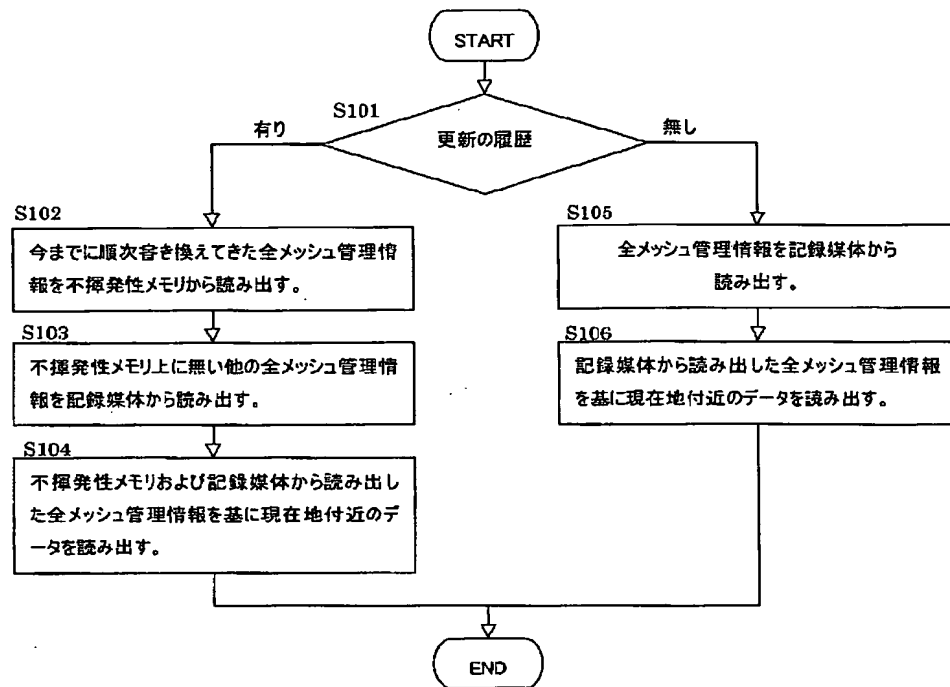 START
S101
更新の履歴
有り
無し
S102
今までに順次書き換えてきた全メッシュ管理情
報を不揮発性メモリから読み出す。
S103
不揮発性メモリ上に無い他の全メッシュ管理情
報を記録媒体から読み出す。
S104
不揮発性メモリおよび記録媒体から読み出し
た全メッシュ管理情報を基に現在地付近のデ
ータを読み出す。
S105
全メッシュ管理情報を記録媒体から
読み出す。
S106
記録媒体から読み出した全メッシュ管理情報
を基に現在地付近のデータを読み出す。
END